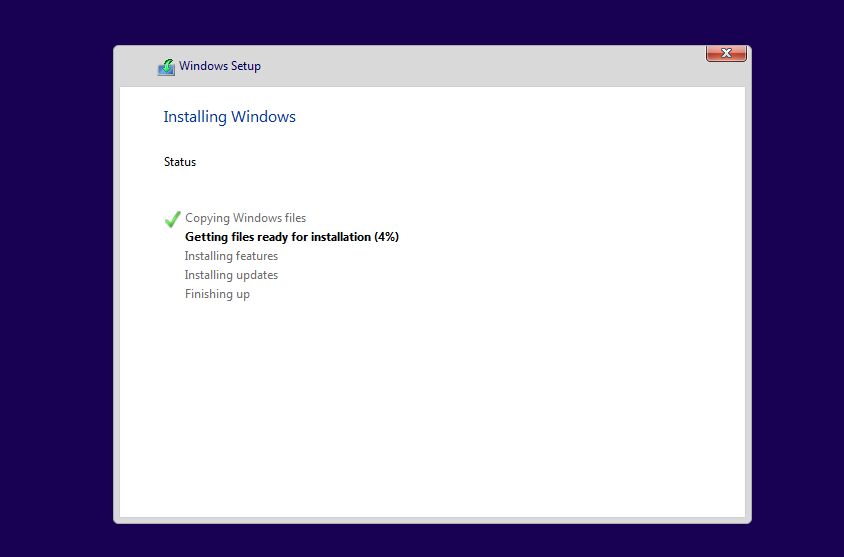 Windows Setup
Installing Windows
Status
Copying Windows files
Getting files ready for installation (4%)
Installing features
Installing updates
Finishing up